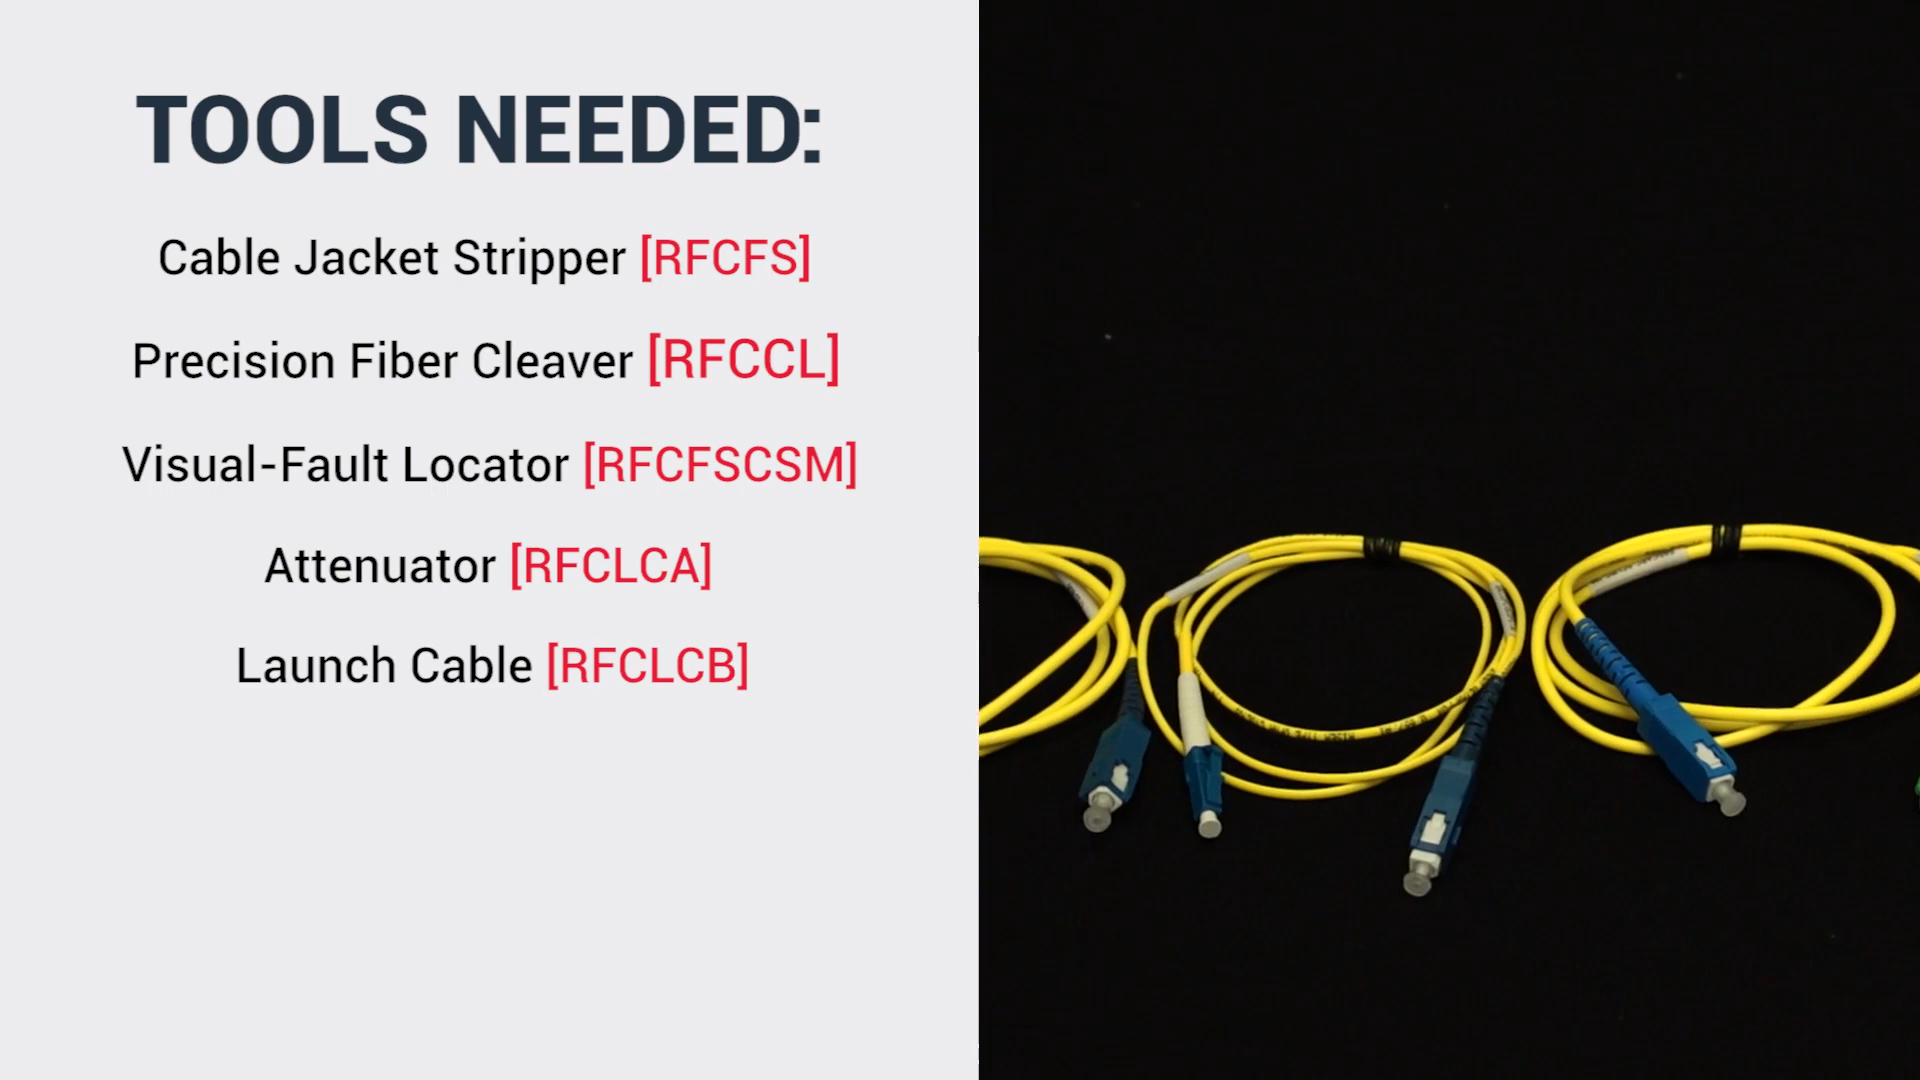 TOOLS NEEDED:
Cable Jacket Stripper [RFCFS]
Precision Fiber Cleaver [RFCCL]
Visual-Fault Locator [RFCFSCSM]
Attenuator [RFCLCA]
Launch Cable [RFCLCB]